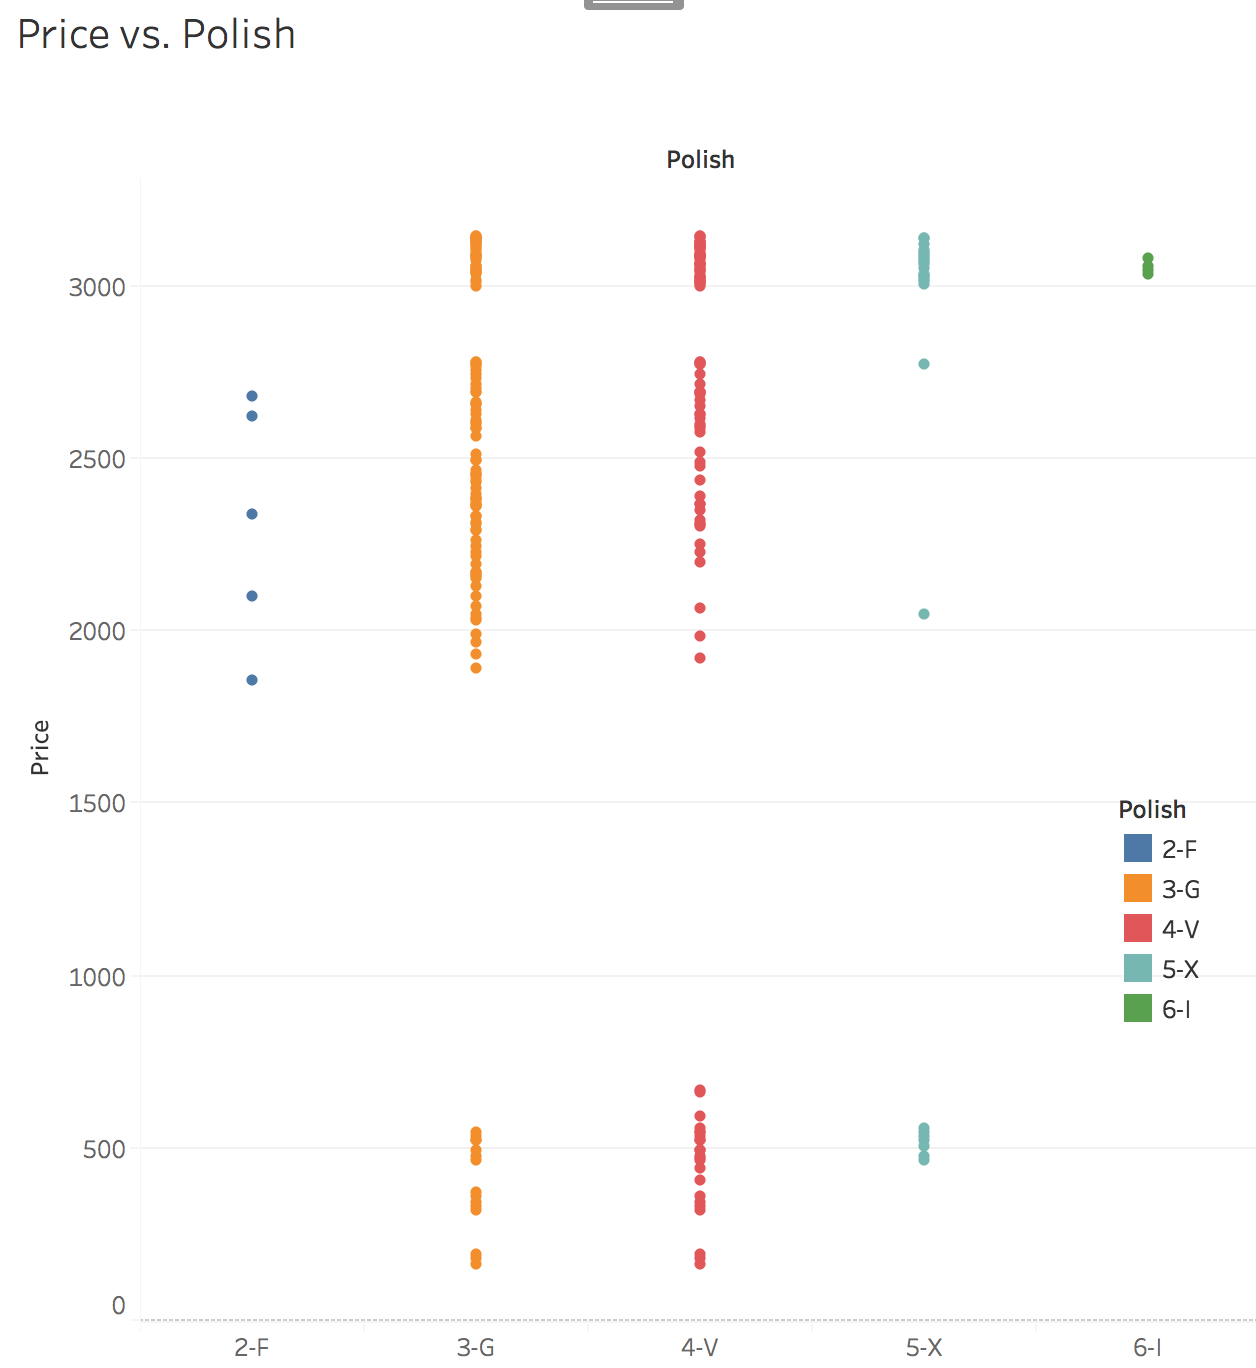 Price vs. Polish
Polish
3000
2500
2000
Price
1500
Polish
2-F
3-G
4-V
1000
5-X
6-I
500
0
2-F 3-G 4-V 5-X 6-I